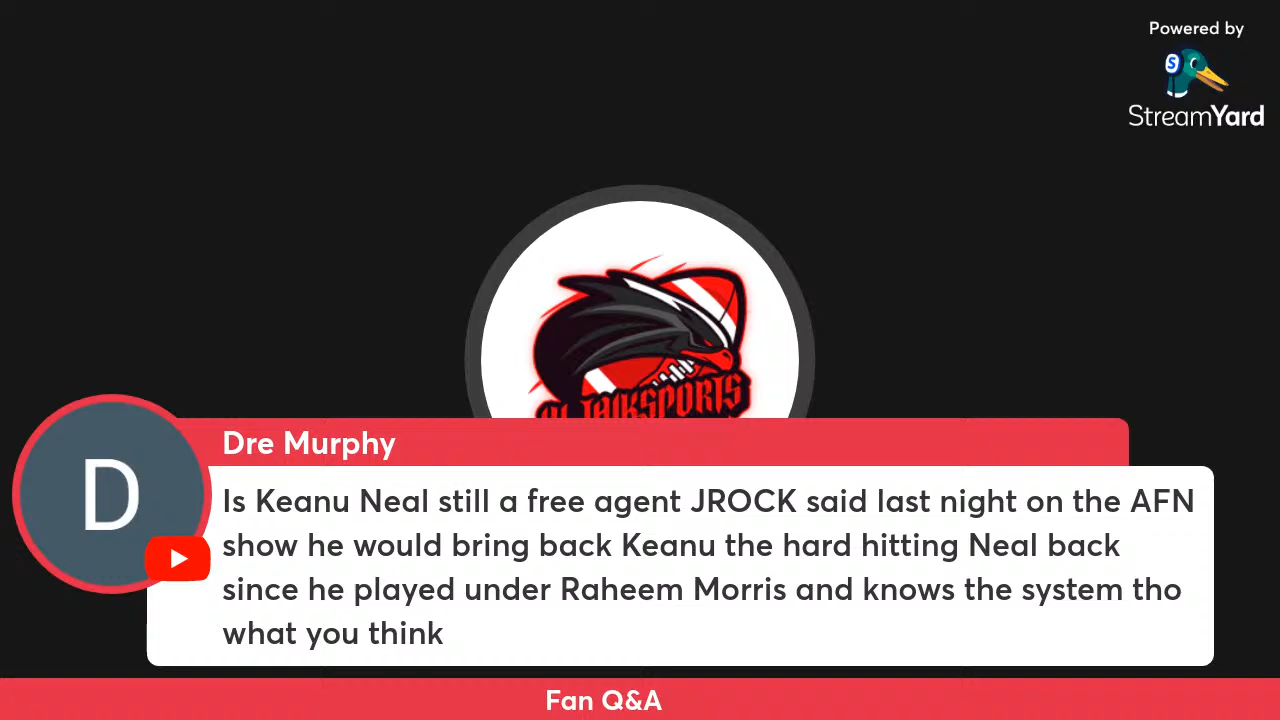 Powered by
S
StreamYard
TALKSPORTS
Dre Murphy
D
Is Keanu Neal still a free agent JROCK said last night on the AFN
show he would bring back Keanu the hard hitting Neal back
since he played under Raheem Morris and knows the system tho
what you think
Fan Q&A